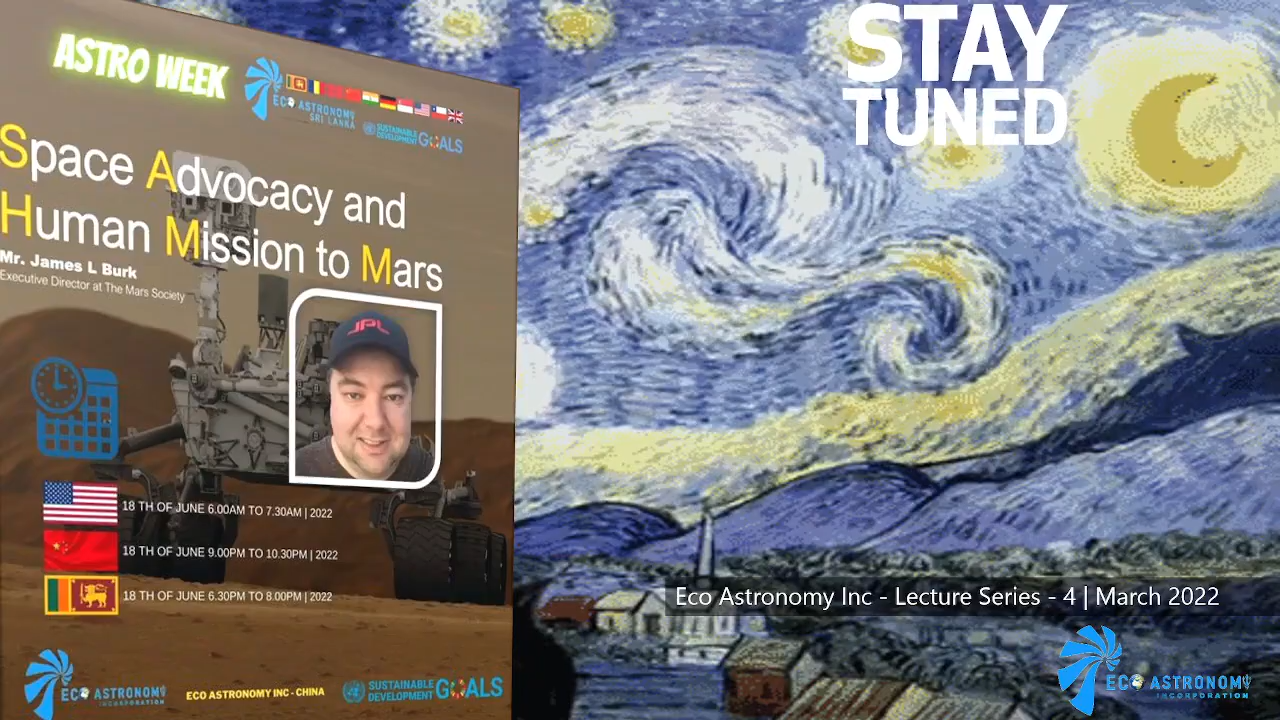 ASTRO WEEK
ECO ASTRONOMY
SRI LANKA
SUSTAINABLE DEVELOPMENT GOALS
Space Advocacy and
Human Mission to Mars
Mr. James L Burk
Executive Director at The Mars Society
JPL
18 TH OF JUNE 6.00AM TO 7.30AM | 2022
18 TH OF JUNE 9.00PM TO 10.30PM | 2022
18 TH OF JUNE 6.30PM TO 8.00PM | 2022
ECO ASTRONOMY
INCORPORATION
ECO ASTRONOMY INC - CHINA
SUSTAINABLE DEVELOPMENT GOALS
STAY
TUNED
Eco Astronomy Inc - Lecture Series - 4 | March 2022
ECO ASTRONOMY
INCORPORATION